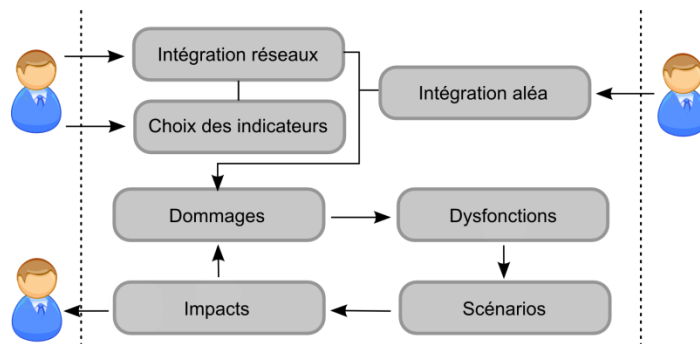 Intégration réseaux
Intégration aléa
Choix des indicateurs
Dommages
Dysfonctions
Impacts
Scénarios